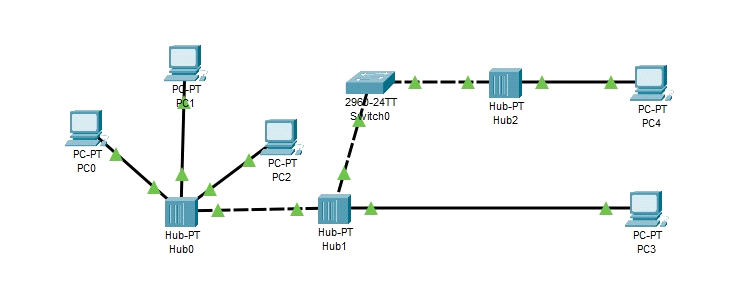 PC-PT
PC1
2960-24TT
Switch0
Hub-PT
Hub2
PC-PT
PC4
PC-PT
PC0
PC-PT
PC2
Hub-PT
Hub0
Hub-PT
Hub1
PC-PT
PC3